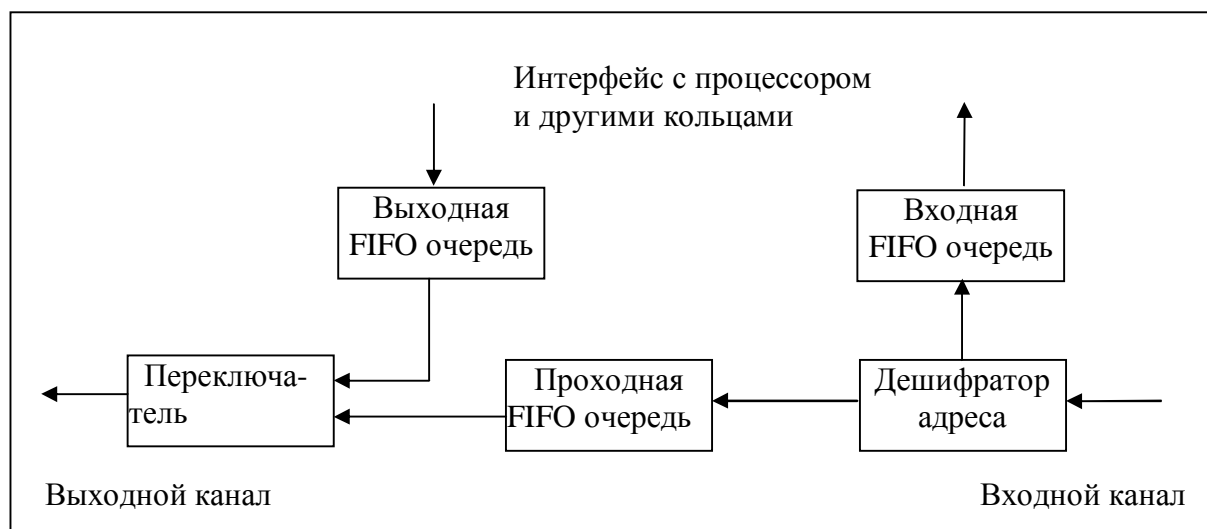 Интерфейс с процессором
и другими кольцами
Выходная
FIFO очередь
Входная
FIFO очередь
Переключа-
тель
Проходная
FIFO очередь
Дешифратор
адреса
Выходной канал
Входной канал